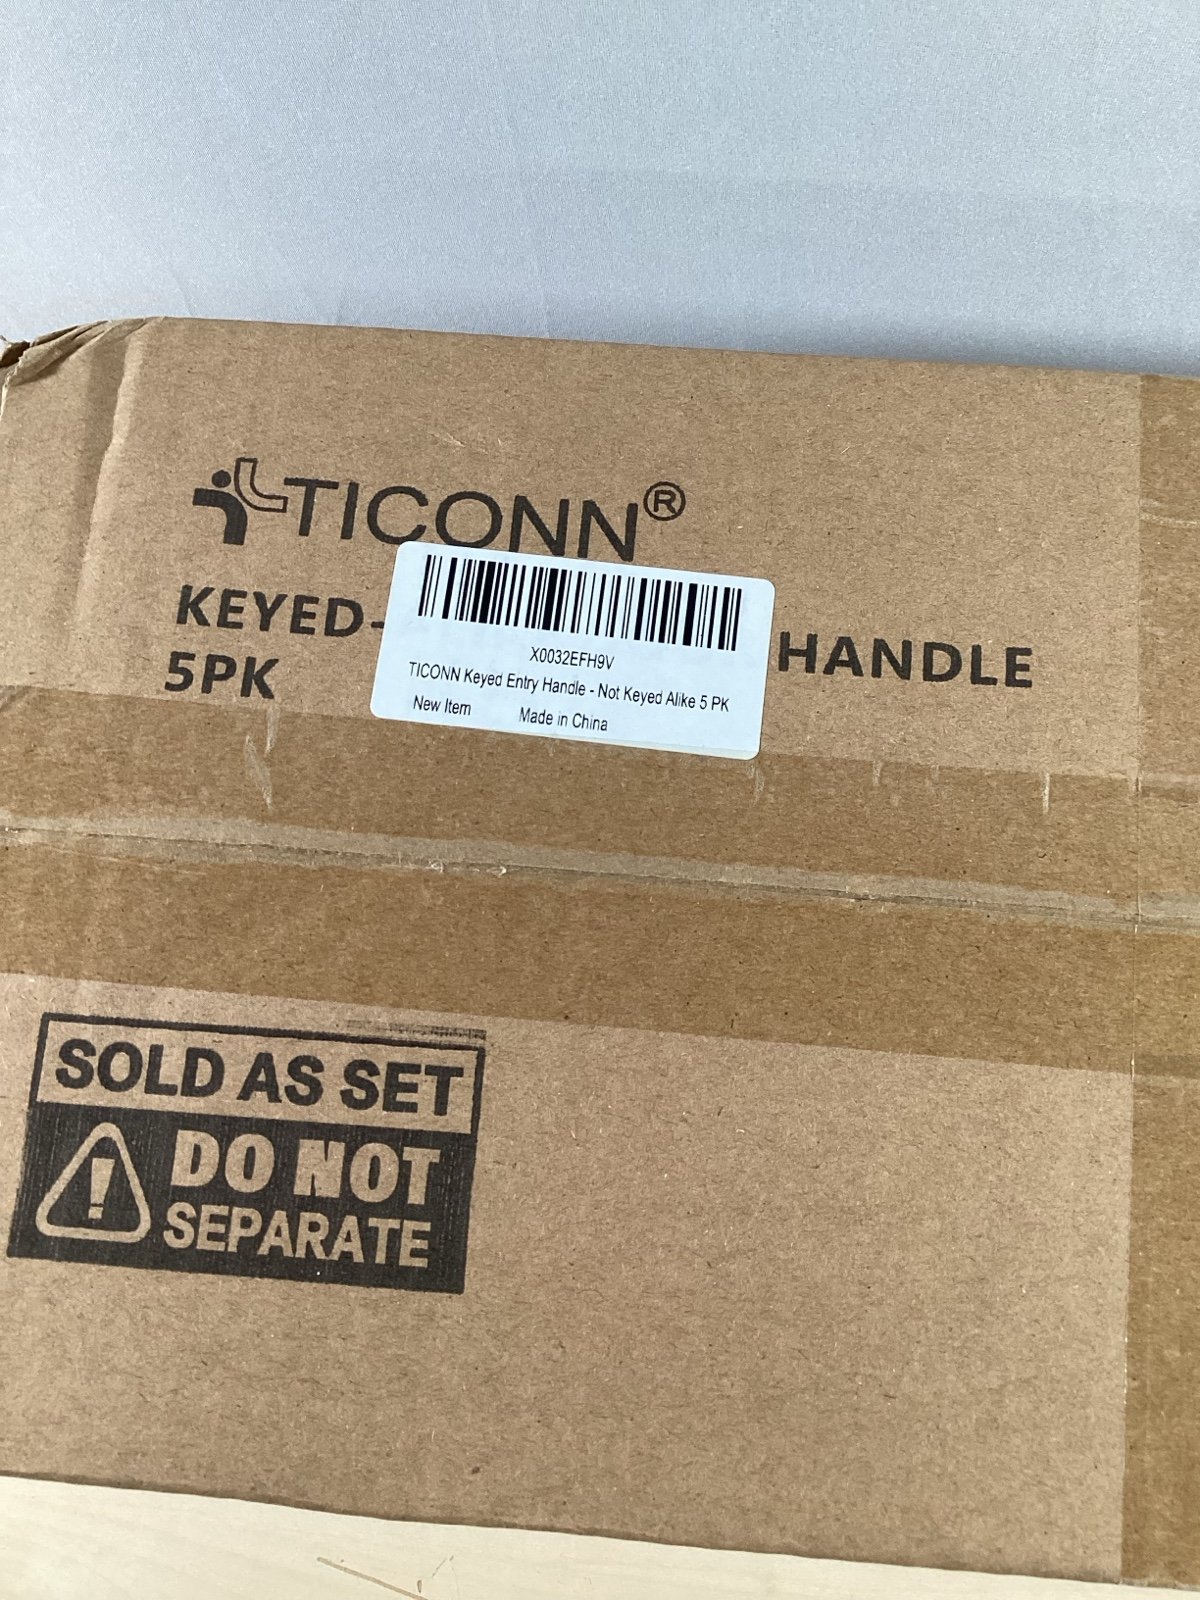 TICONN®
X0032EFH9V
TICONN Keyed Entry Handle - Not Keyed Alike 5 PK
New Item Made in China
KEYED- HANDLE
5PK
SOLD AS SET
DO NOT
SEPARATE